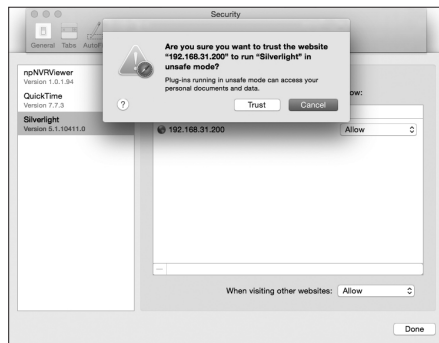 Security
General Tabs AutoF
Are you sure you want to trust the website
“192.168.31.200” to run “Silverlight” in
unsafe mode?
Plug-ins running in unsafe mode can access your
personal documents and data.
?
Trust
Cancel
npNVRViewer
Version 1.0.1.94
QuickTime
Version 7.7.3
Silverlight
Version 5.1.10411.0
ow:
192.168.31.200
Allow
When visiting other websites:
Allow
Done